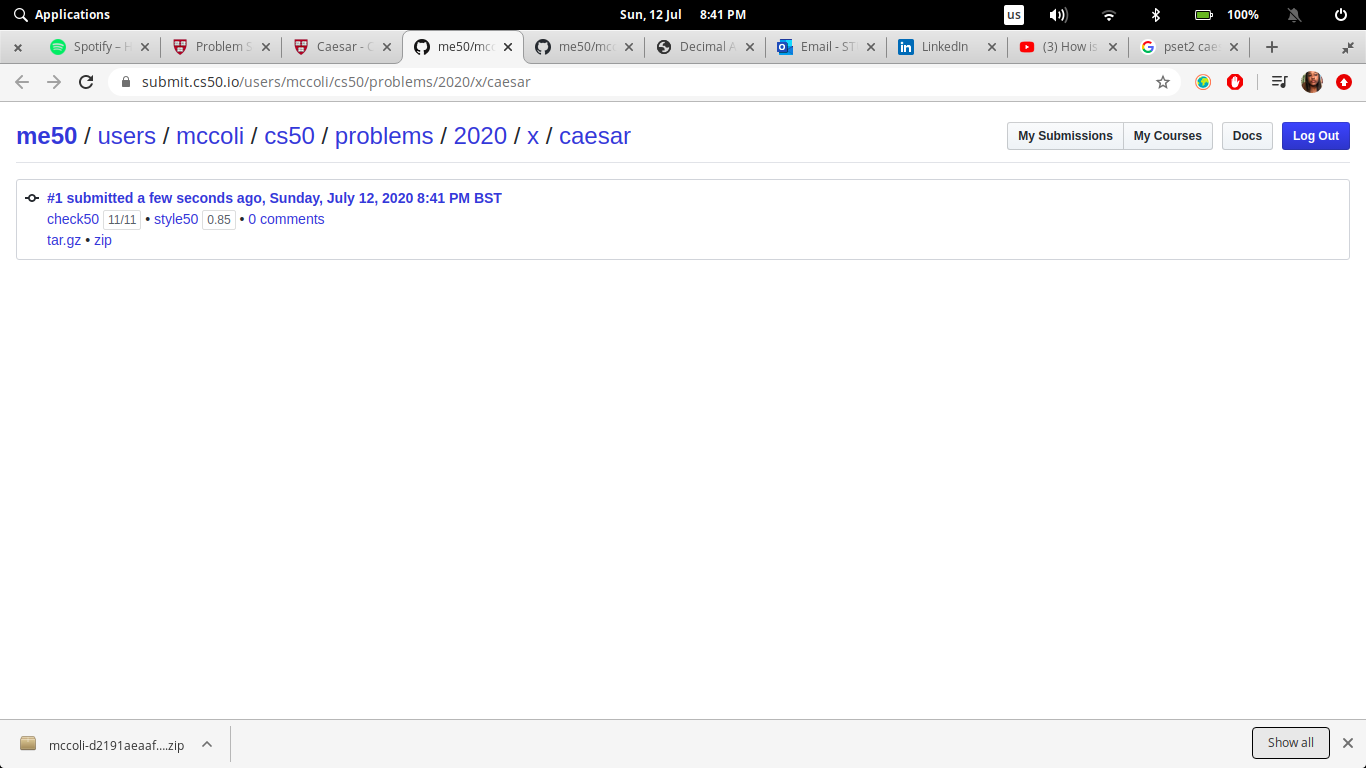 Applications
Sun, 12 Jul 8:41 PM
us
100%
Spotify – H
Problem S
Caesar - C
me50/mcc
me50/mcc
Decimal A
Email - ST
LinkedIn
(3) How is
pset2 cae
submit.cs50.io/users/mccoli/cs50/problems/2020/x/caesar
me50 / users / mccoli / cs50 / problems / 2020 / x / caesar
My Submissions
My Courses
Docs
Log Out
#1 submitted a few seconds ago, Sunday, July 12, 2020 8:41 PM BST
check50 11/11 • style50 0.85 • 0 comments
tar.gz • zip
mccoli-d2191aeaaf....zip
Show all